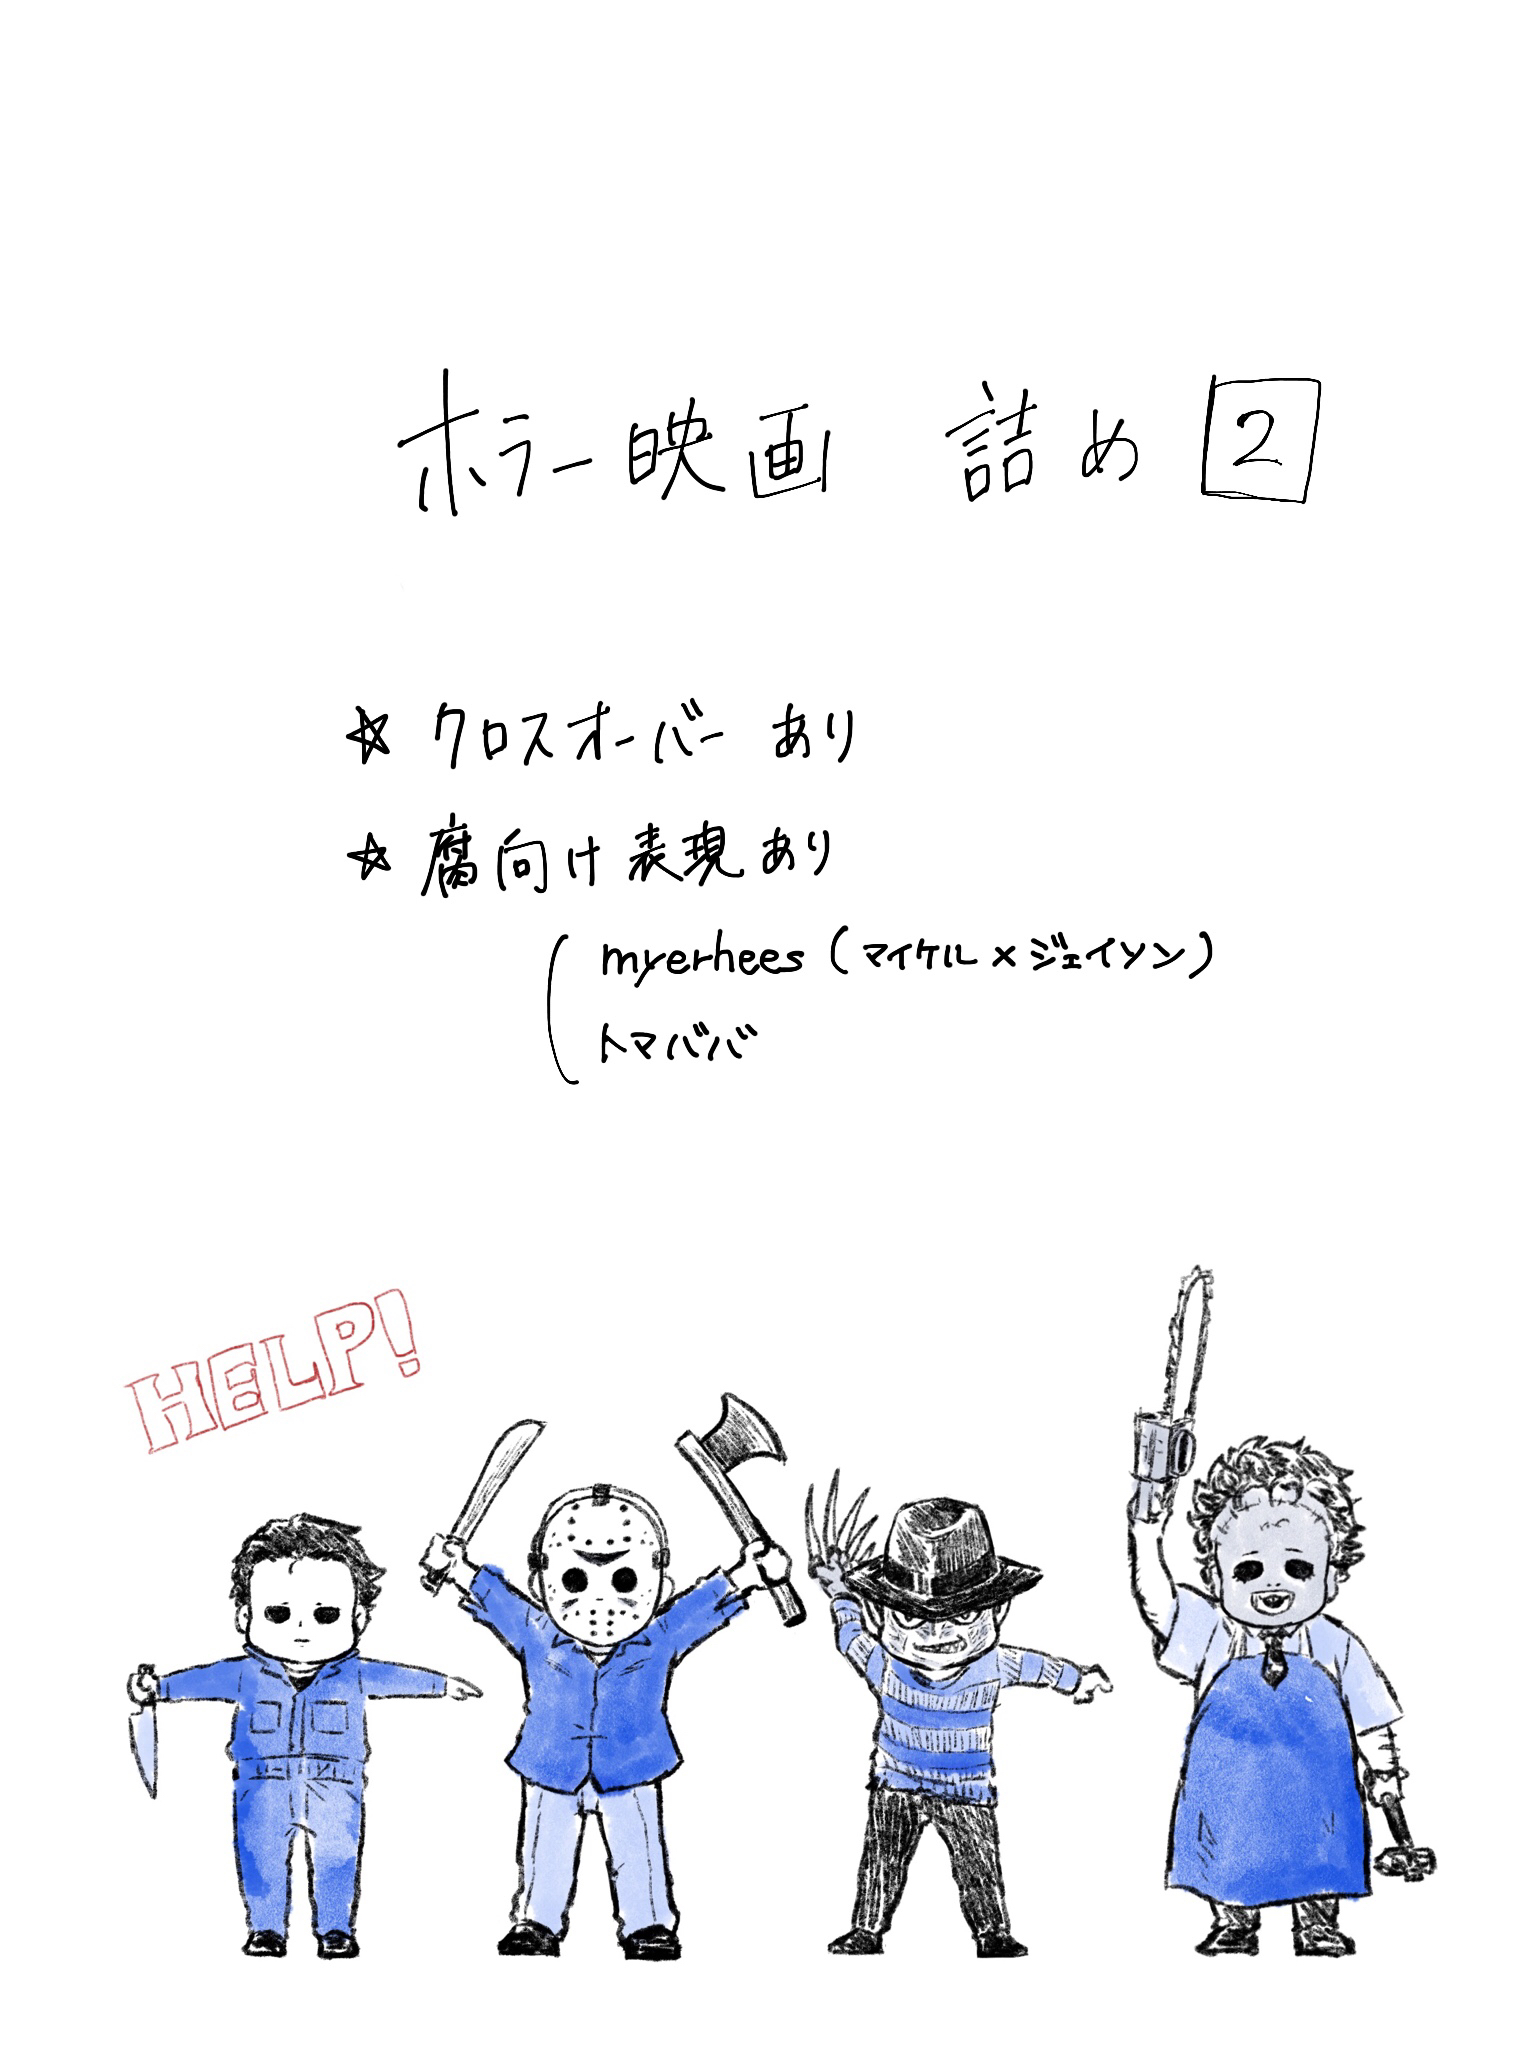 ホラー映画 詰め 2
☆ クロスオーバー あり
☆ 腐向け表現あり
myerhees (マイケル×ジェイソン)
トマババ
HELP!